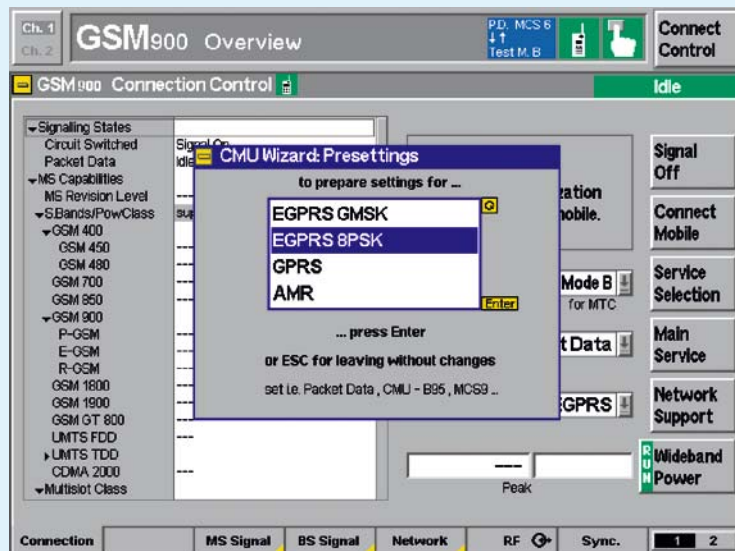 Ch. 1
Ch. 2
GSM900 Overview
P.D. MCS 6
↓↑
Test M. B
Connect Control
GSM900 Connection Control
Idle
Signaling States
Circuit Switched
Signal On
Packet Data
Idle
MS Capabilities
MS Revision Level
---
S.Bands/PowClass
GSM 400
---
GSM 450
---
GSM 480
---
GSM 700
---
GSM 850
---
GSM 900
---
P-GSM
---
E-GSM
---
R-GSM
---
GSM 1800
---
GSM 1900
---
GSM GT 800
---
UMTS FDD
---
UMTS TDD
---
CDMA 2000
---
Multislot Class
CMU Wizard: Presettings
to prepare settings for ...
EGPRS GMSK
EGPRS 8PSK
GPRS
AMR
Enter
... press Enter
or ESC for leaving without changes
set i.e. Packet Data , CMU - B95 , MCS9 ...
Mode B
for MTC
EGPRS
---
Peak
Signal Off
Connect Mobile
Service Selection
Main Service
Network Support
RUN
Wideband Power
Connection
MS Signal
BS Signal
Network
RF
Sync.
1 2